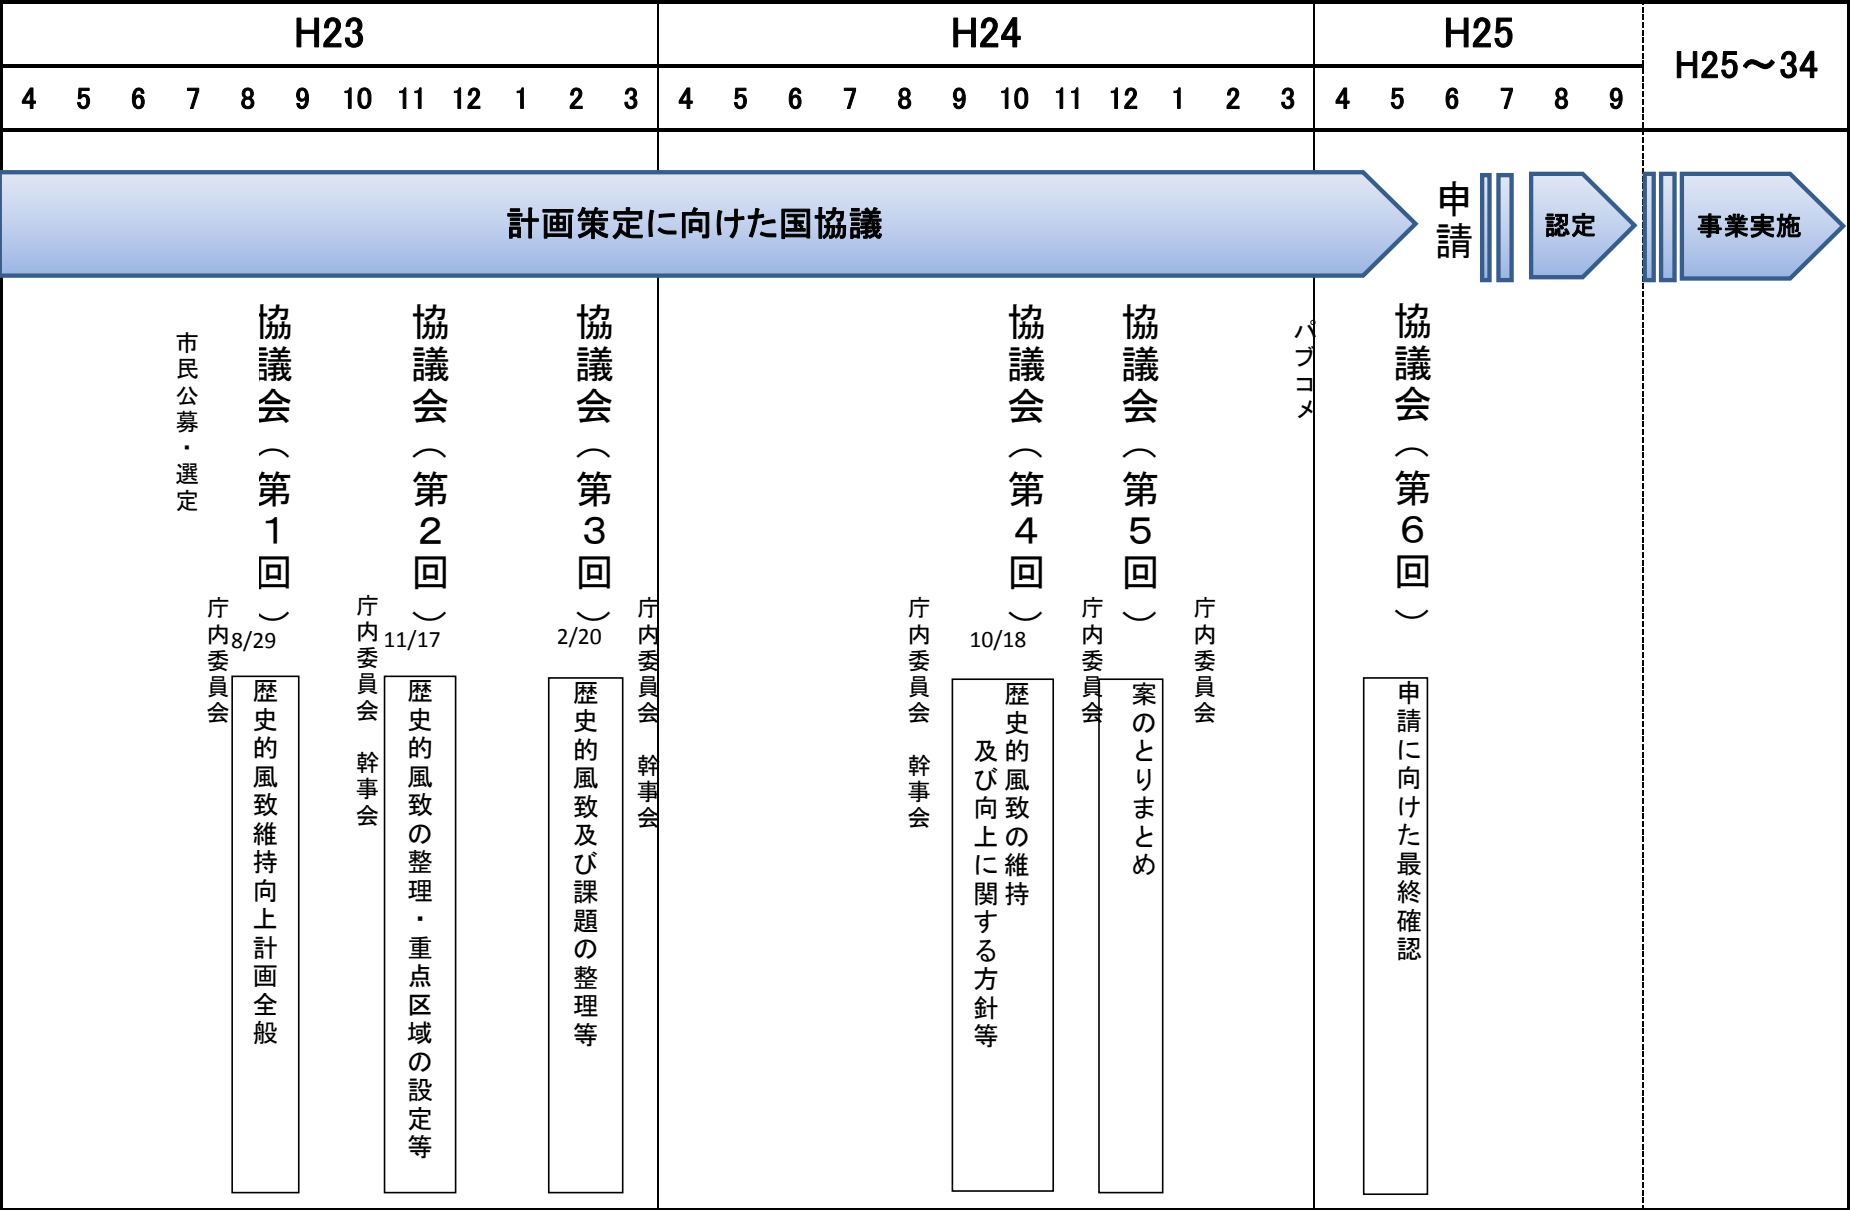 H23
H24
H25
H25～34
4 5 6 7 8 9 10 11 12 1 2 3 4 5 6 7 8 9 10 11 12 1 2 3 4 5 6 7 8 9
計画策定に向けた国協議
申請
認定
事業実施
市民公募・選定
庁内委員会
協議会（第１回）
8/29
歴史的風致維持向上計画全般
庁内委員会　幹事会
協議会（第２回）
11/17
歴史的風致の整理・重点区域の設定等
協議会（第３回）
2/20
歴史的風致及び課題の整理等
庁内委員会　幹事会
庁内委員会　幹事会
協議会（第４回）
10/18
歴史的風致の維持
及び向上に関する方針等
庁内委員会
協議会（第５回）
案のとりまとめ
庁内委員会
パブコメ
協議会（第６回）
申請に向けた最終確認